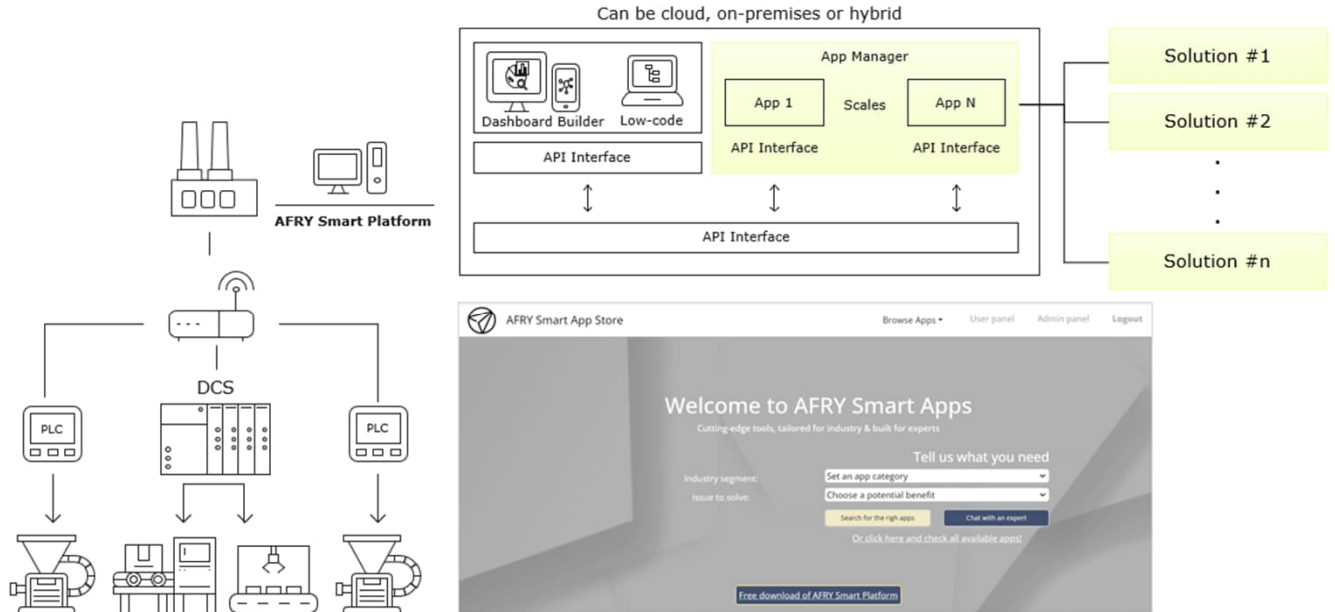 Can be cloud, on-premises or hybrid
App Manager
App 1
Scales
App N
Dashboard Builder
Low-code
API Interface
API Interface
API Interface
API Interface
Solution #1
Solution #2
.
.
.
Solution #n
AFRY Smart Platform
DCS
PLC
PLC
AFRY Smart App Store
Browse Apps
User panel
Admin panel
Logout
Welcome to AFRY Smart Apps
Cutting-edge tools, tailored for industry & built for experts
Tell us what you need
Industry segment:
Set an app category
Issue to solve:
Choose a potential benefit
Search for the righ apps
Chat with an expert
Or click here and check all available apps!
Free download of AFRY Smart Platform